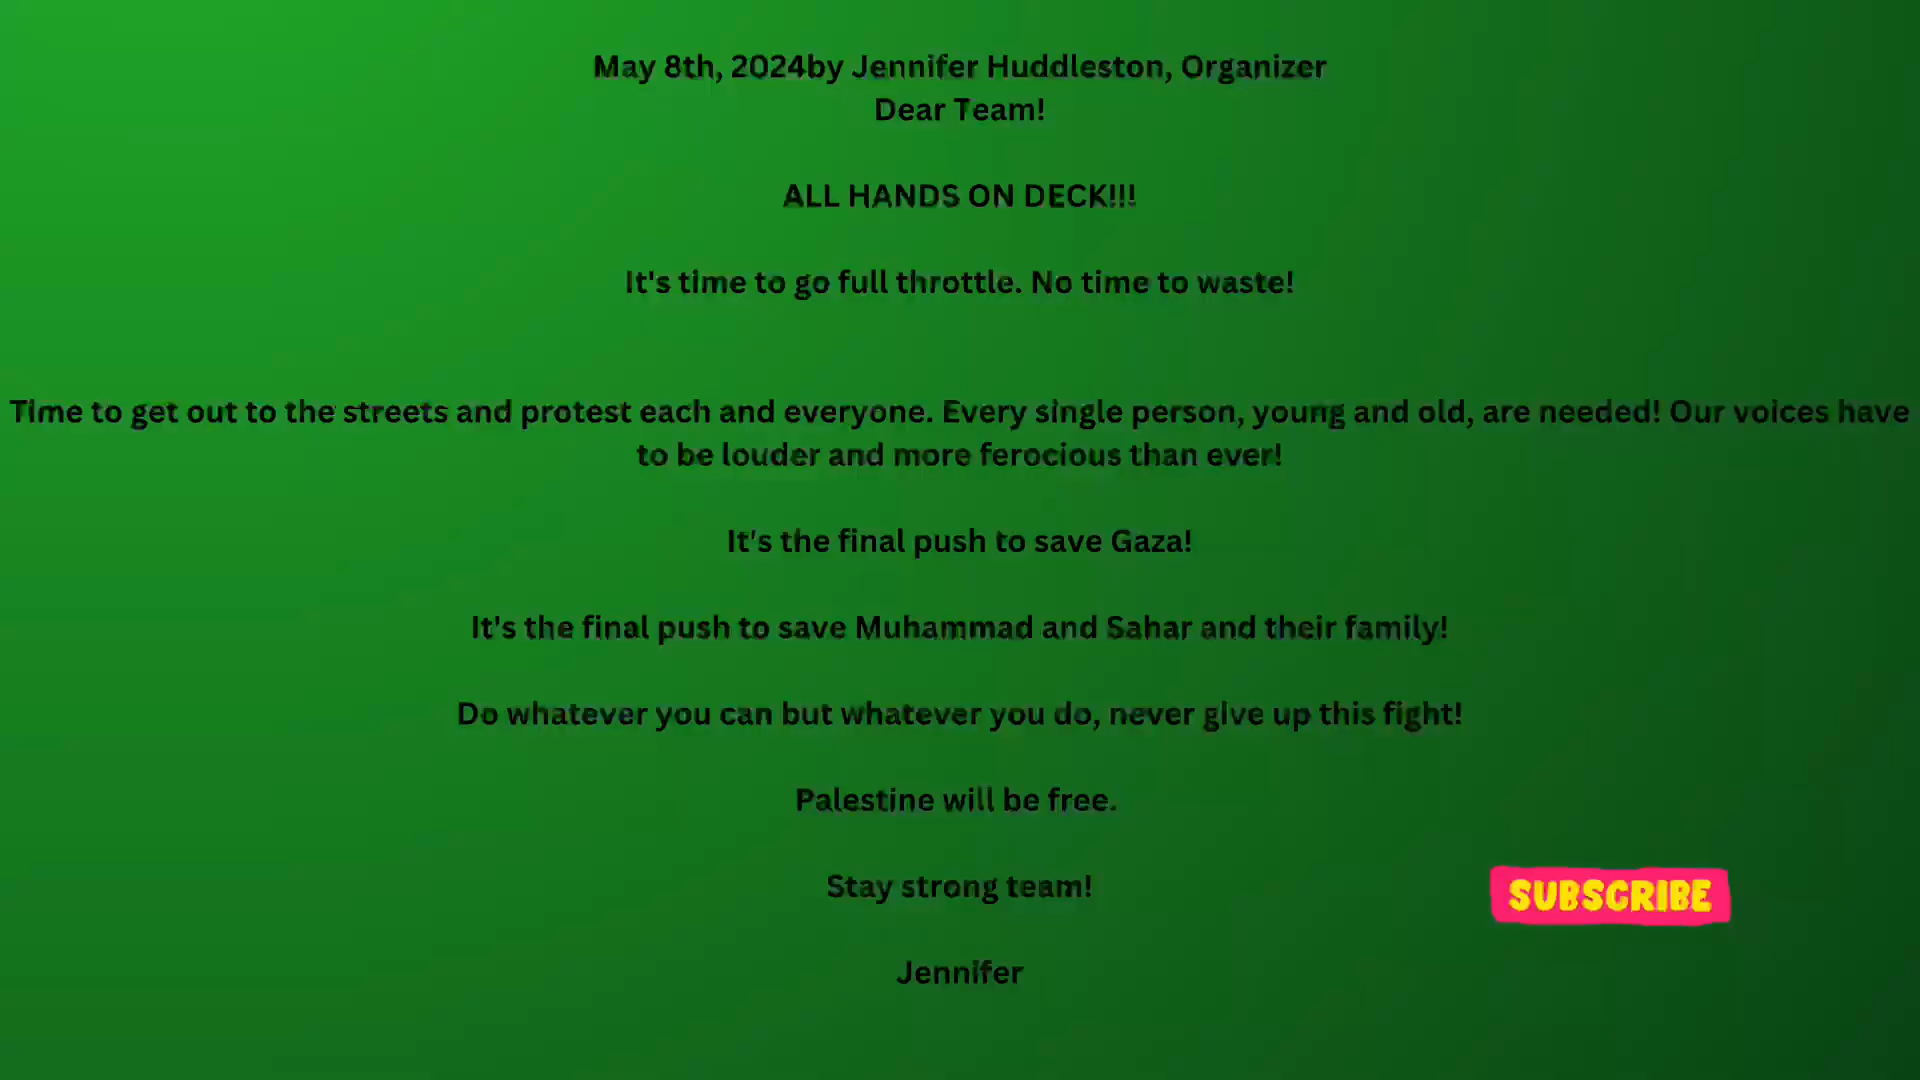 May 8th, 2024by Jennifer Huddleston, Organizer
Dear Team!
ALL HANDS ON DECK!!!
It's time to go full throttle. No time to waste!
Time to get out to the streets and protest each and everyone. Every single person, young and old, are needed! Our voices have
to be louder and more ferocious than ever!
It's the final push to save Gaza!
It's the final push to save Muhammad and Sahar and their family!
Do whatever you can but whatever you do, never give up this fight!
Palestine will be free.
Stay strong team!
SUBSCRIBE
Jennifer